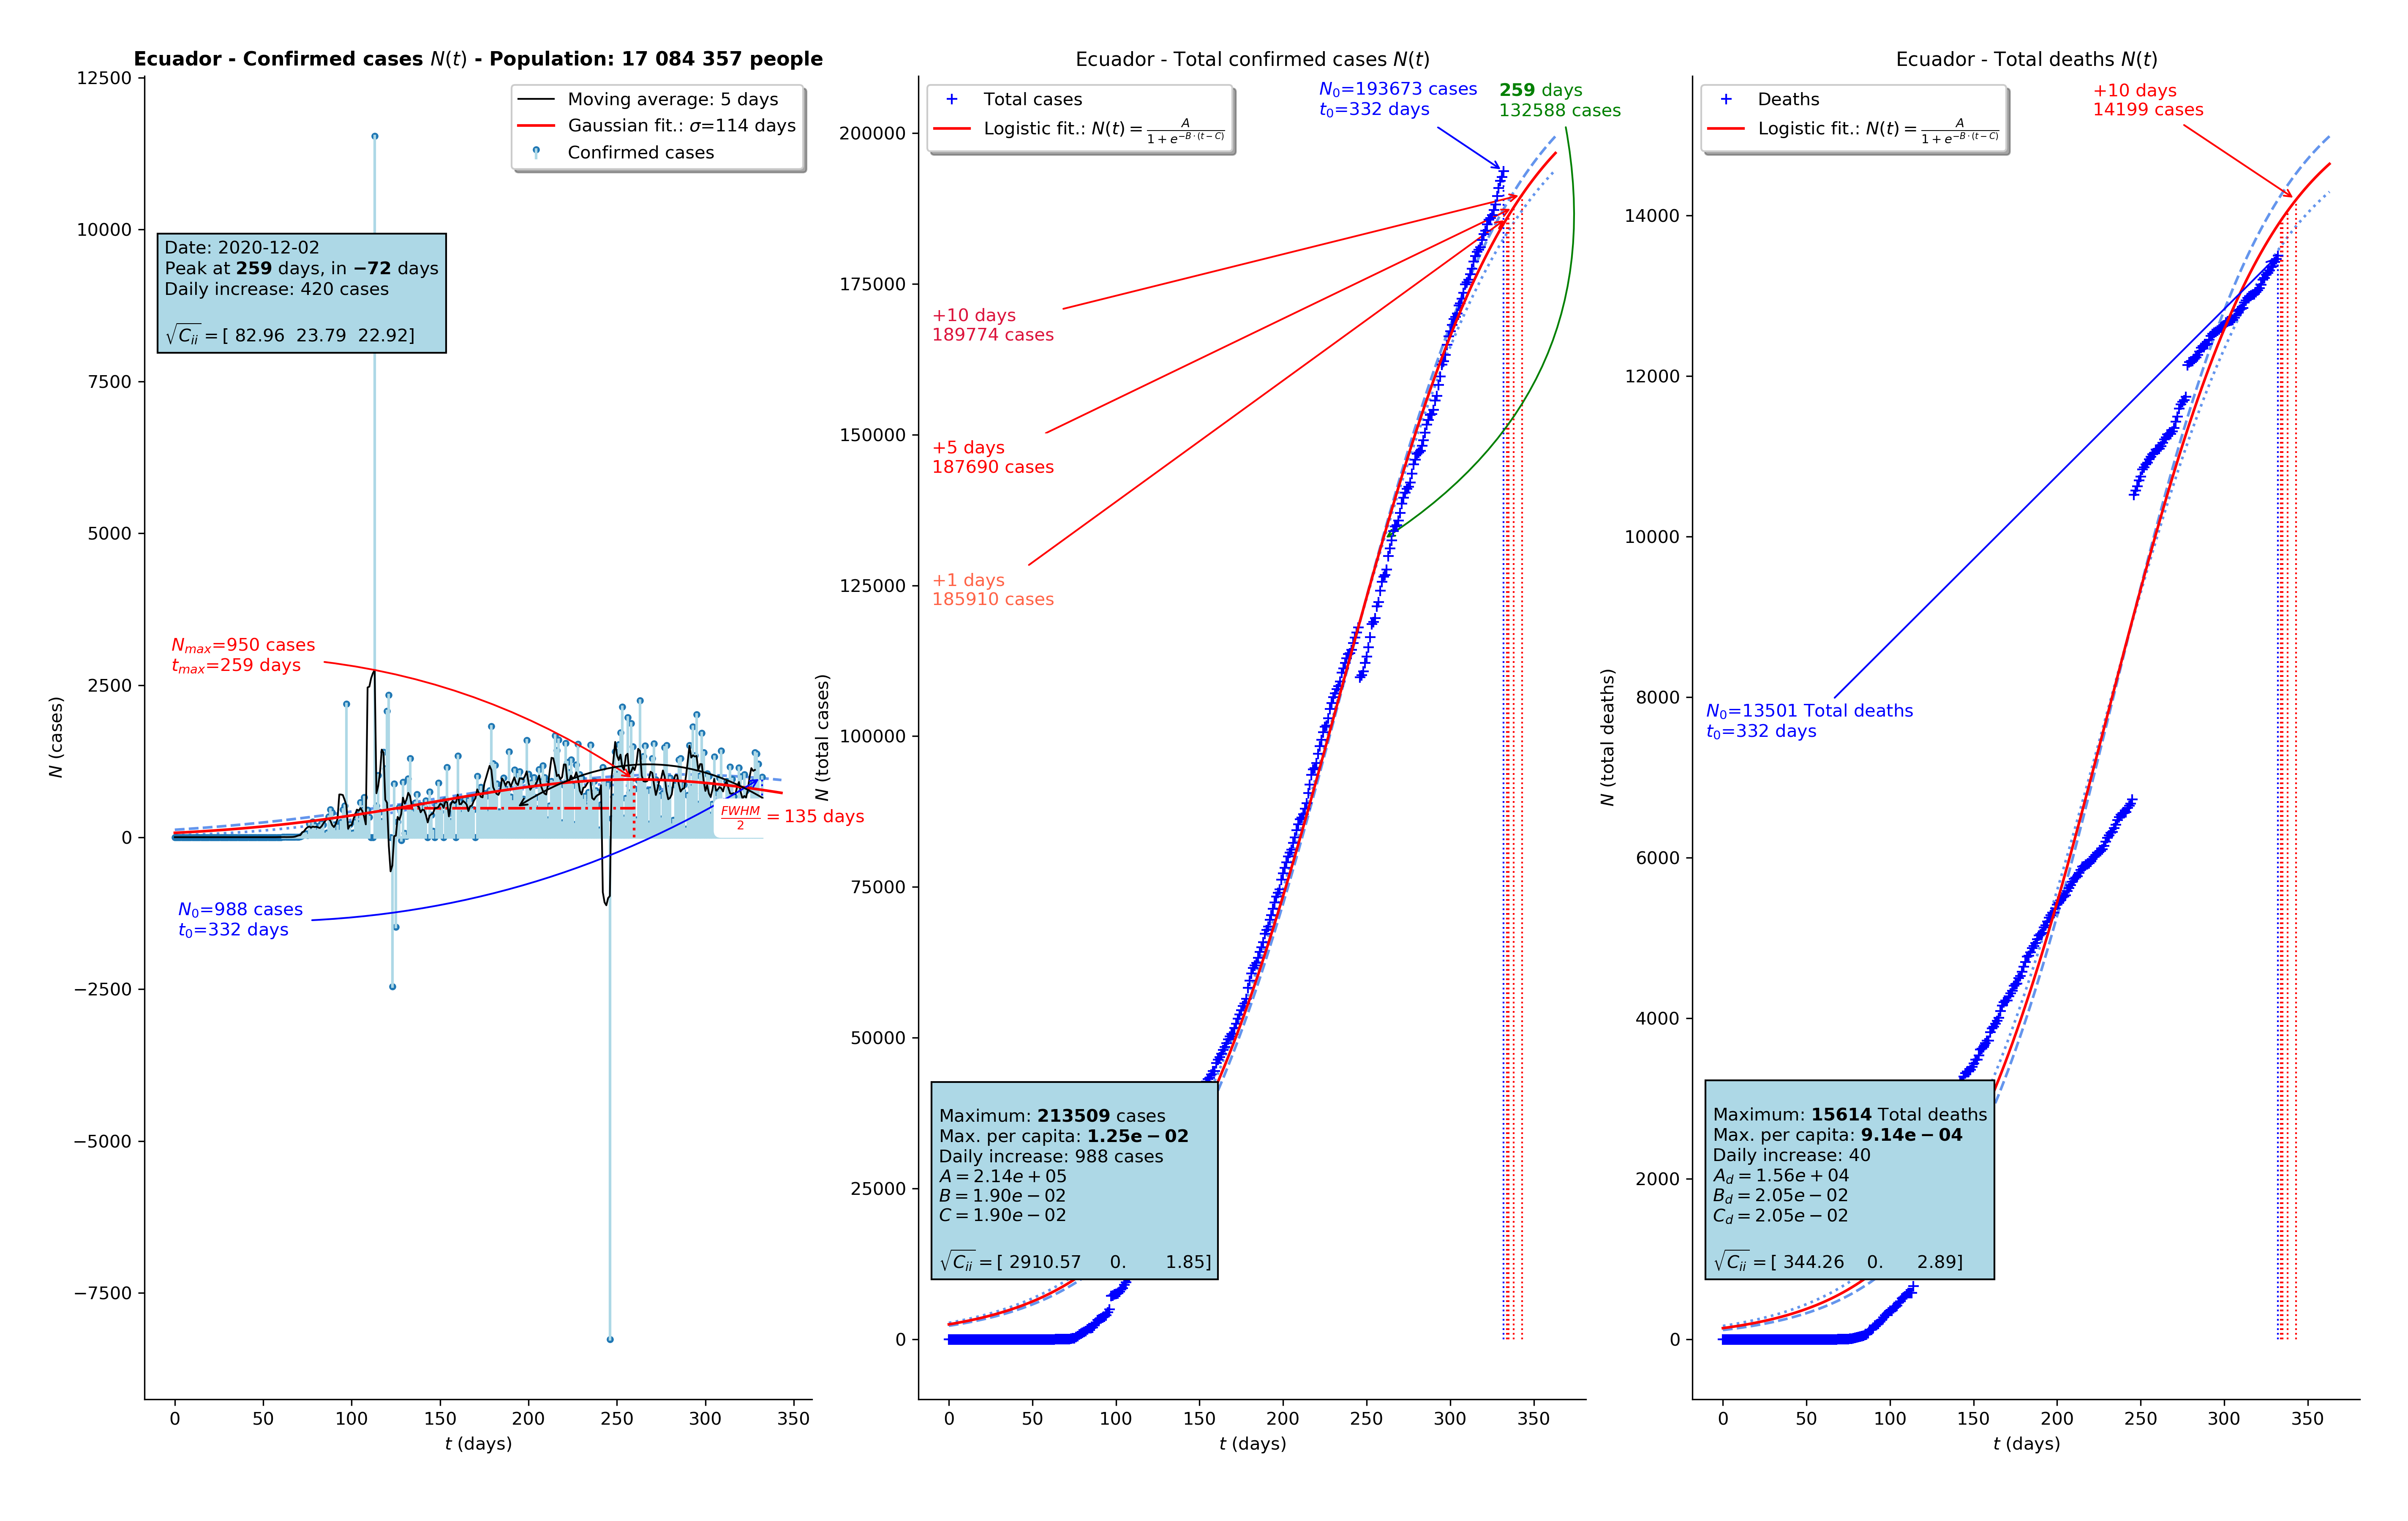 Ecuador - Confirmed cases N(t) - Population: 17 084 357 people
12500
10000
7500
5000
2500
0
−2500
−5000
−7500
N (cases)
0 50 100 150 200 250 300 350
t (days)
Moving average: 5 days
Gaussian fit.: σ=114 days
Confirmed cases
Date: 2020-12-02
Peak at 259 days, in −72 days
Daily increase: 420 cases
√C_ii = [ 82.96 23.79 22.92]
N_max=950 cases
t_max=259 days
FWHM/2 = 135 days
N_0=988 cases
t_0=332 days
Ecuador - Total confirmed cases N(t)
200000
175000
150000
125000
100000
75000
50000
25000
0
N (total cases)
0 50 100 150 200 250 300 350
t (days)
Total cases
Logistic fit.: N(t) = A/(1 + e^{−B·(t−C)})
N_0=193673 cases
t_0=332 days
259 days
132588 cases
+10 days
189774 cases
+5 days
187690 cases
+1 days
185910 cases
Maximum: 213509 cases
Max. per capita: 1.25e − 02
Daily increase: 988 cases
A = 2.14e + 05
B = 1.90e − 02
C = 1.90e − 02
√C_ii = [ 2910.57 0. 1.85]
Ecuador - Total deaths N(t)
14000
12000
10000
8000
6000
4000
2000
0
N (total deaths)
0 50 100 150 200 250 300 350
t (days)
Deaths
Logistic fit.: N(t) = A/(1 + e^{−B·(t−C)})
+10 days
14199 cases
N_0=13501 Total deaths
t_0=332 days
Maximum: 15614 Total deaths
Max. per capita: 9.14e − 04
Daily increase: 40
A_d = 1.56e + 04
B_d = 2.05e − 02
C_d = 2.05e − 02
√C_ii = [ 344.26 0. 2.89]